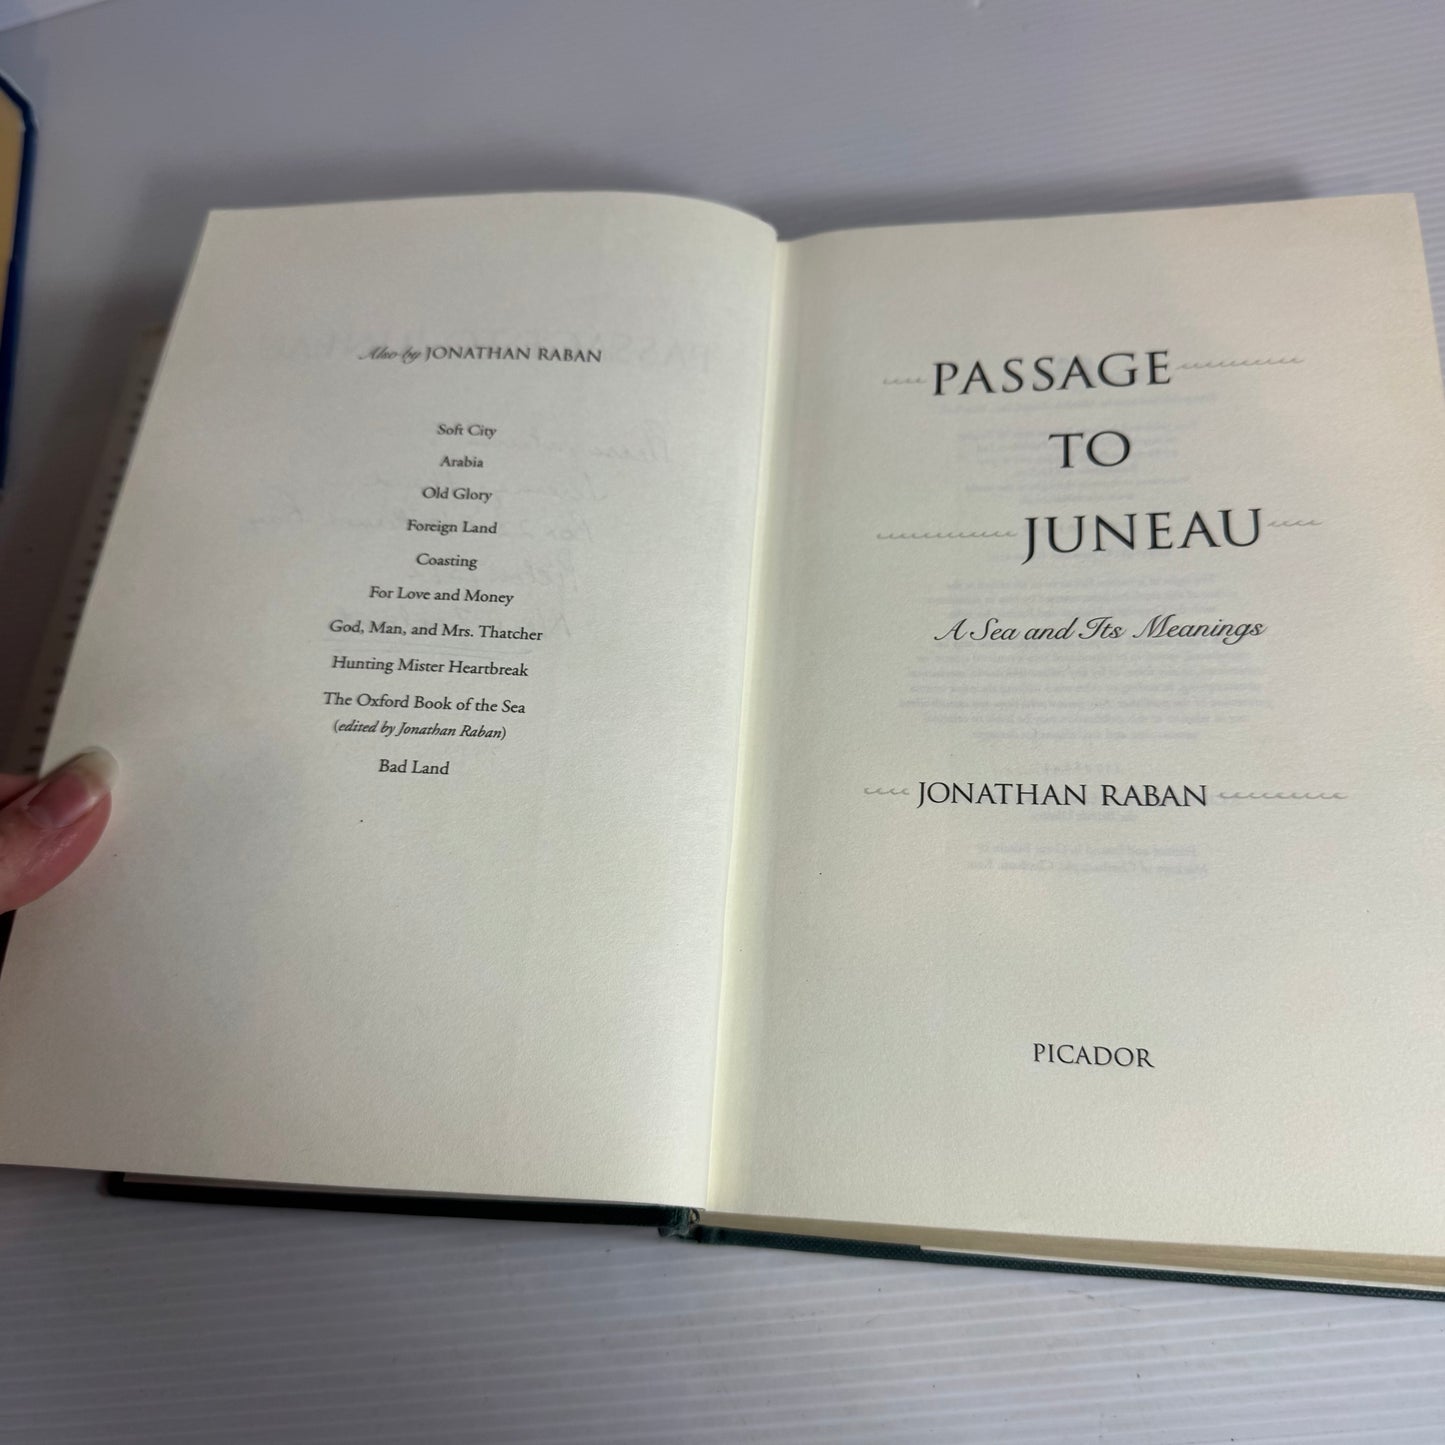 Also by JONATHAN RABAN
Soft City
Arabia
Old Glory
Foreign Land
Coasting
For Love and Money
God, Man, and Mrs. Thatcher
Hunting Mister Heartbreak
The Oxford Book of the Sea
(edited by Jonathan Raban)
Bad Land
PASSAGE
TO
JUNEAU
A Sea and Its Meanings
JONATHAN RABAN
PICADOR